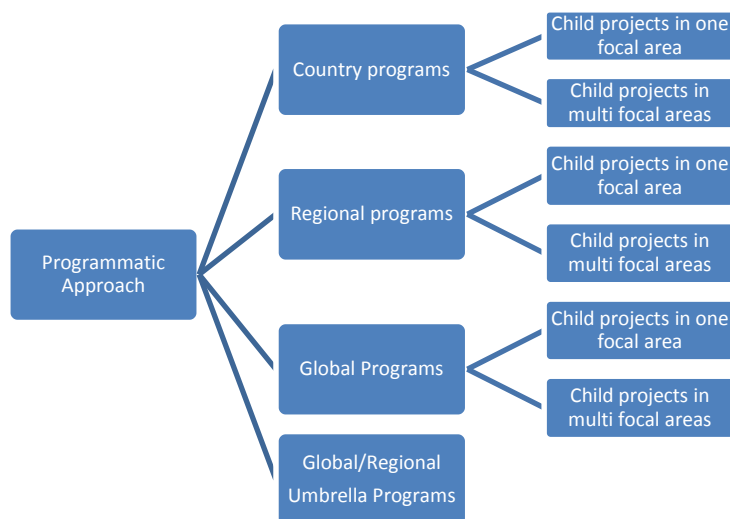 Programmatic
Approach
Country programs
Child projects in one
focal area
Child projects in
multi focal areas
Regional programs
Child projects in one
focal area
Child projects in
multi focal areas
Global Programs
Child projects in one
focal area
Child projects in
multi focal areas
Global/Regional
Umbrella Programs